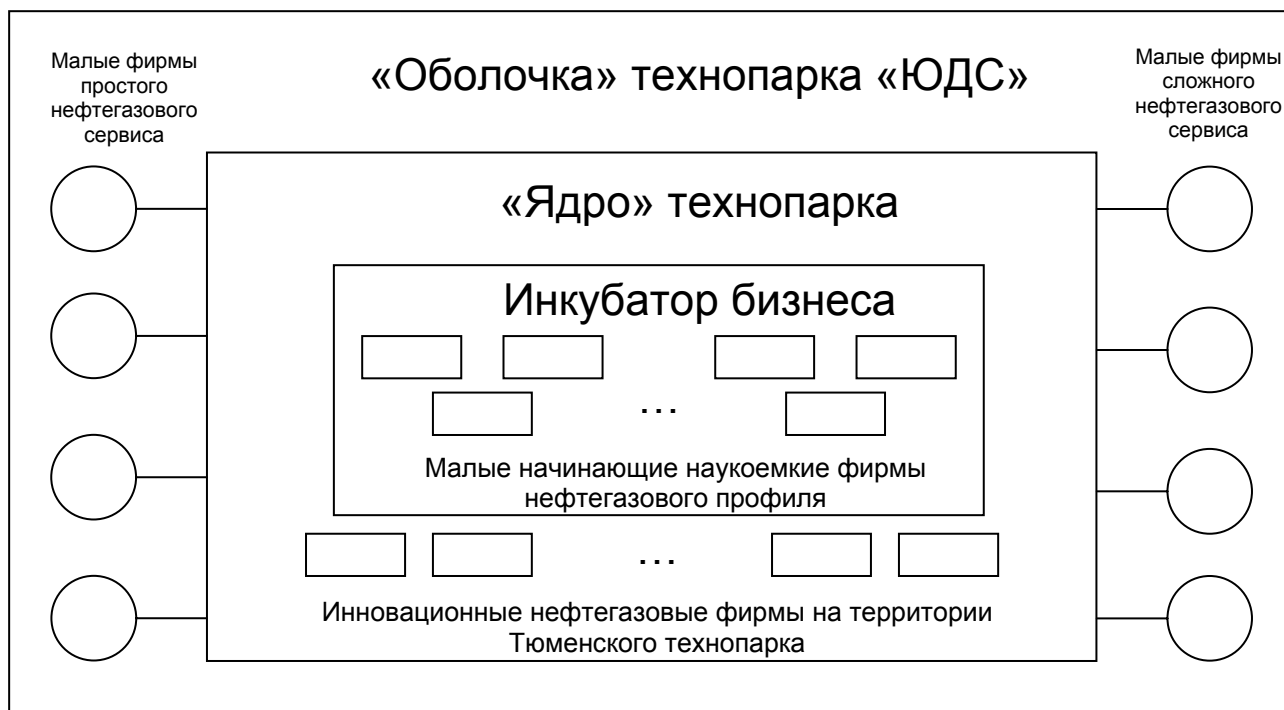 Малые фирмы
простого
нефтегазового
сервиса
«Оболочка» технопарка «ЮДС»
Малые фирмы
сложного
нефтегазового
сервиса
«Ядро» технопарка
Инкубатор бизнеса
...
Малые начинающие наукоемкие фирмы
нефтегазового профиля
...
Инновационные нефтегазовые фирмы на территории
Тюменского технопарка